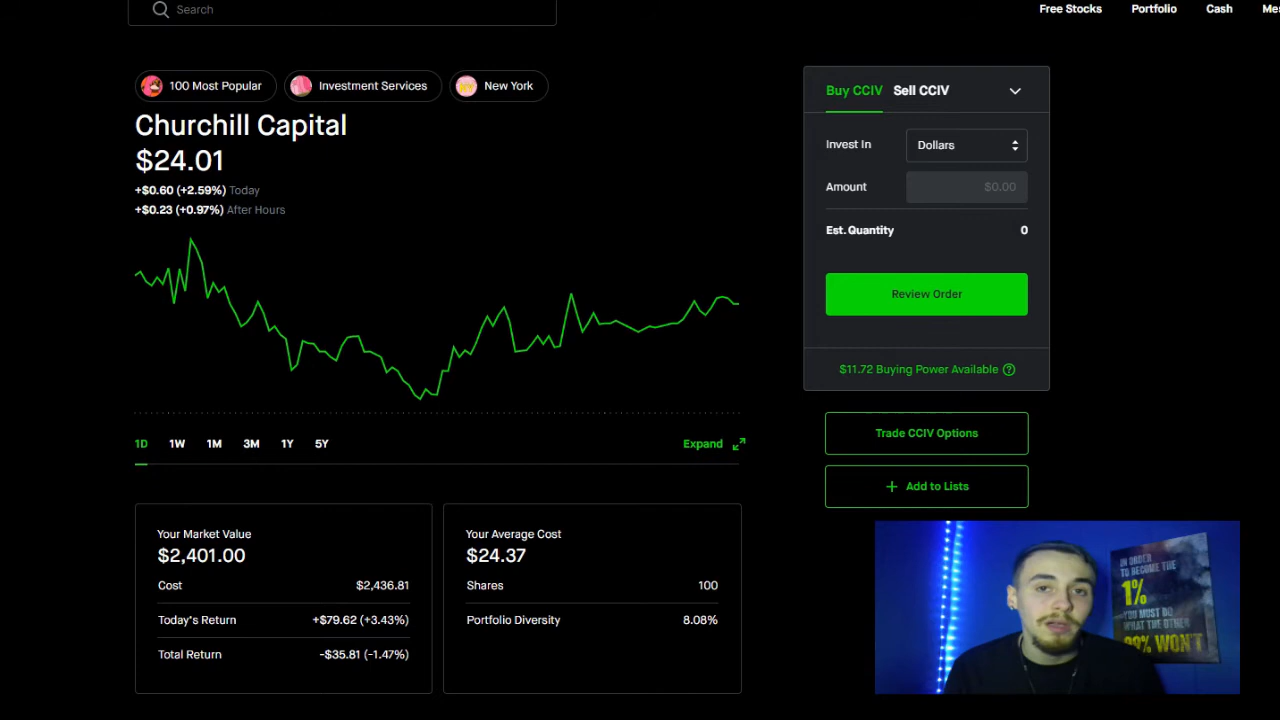 Search
Free Stocks
Portfolio
Cash
100 Most Popular
Investment Services
New York
Churchill Capital
$24.01
+$0.60 (+2.59%) Today
+$0.23 (+0.97%) After Hours
1D
1W
1M
3M
1Y
5Y
Expand
Buy CCIV
Sell CCIV
Invest In
Dollars
Amount
$0.00
Est. Quantity
0
Review Order
$11.72 Buying Power Available
Trade CCIV Options
+ Add to Lists
Your Market Value
$2,401.00
Cost
$2,436.81
Today's Return
+$79.62 (+3.43%)
Total Return
-$35.81 (-1.47%)
Your Average Cost
$24.37
Shares
100
Portfolio Diversity
8.08%
IN ORDER
TO BECOME THE
1%
YOU MUST DO
WHAT THE OTHER
99% WON'T